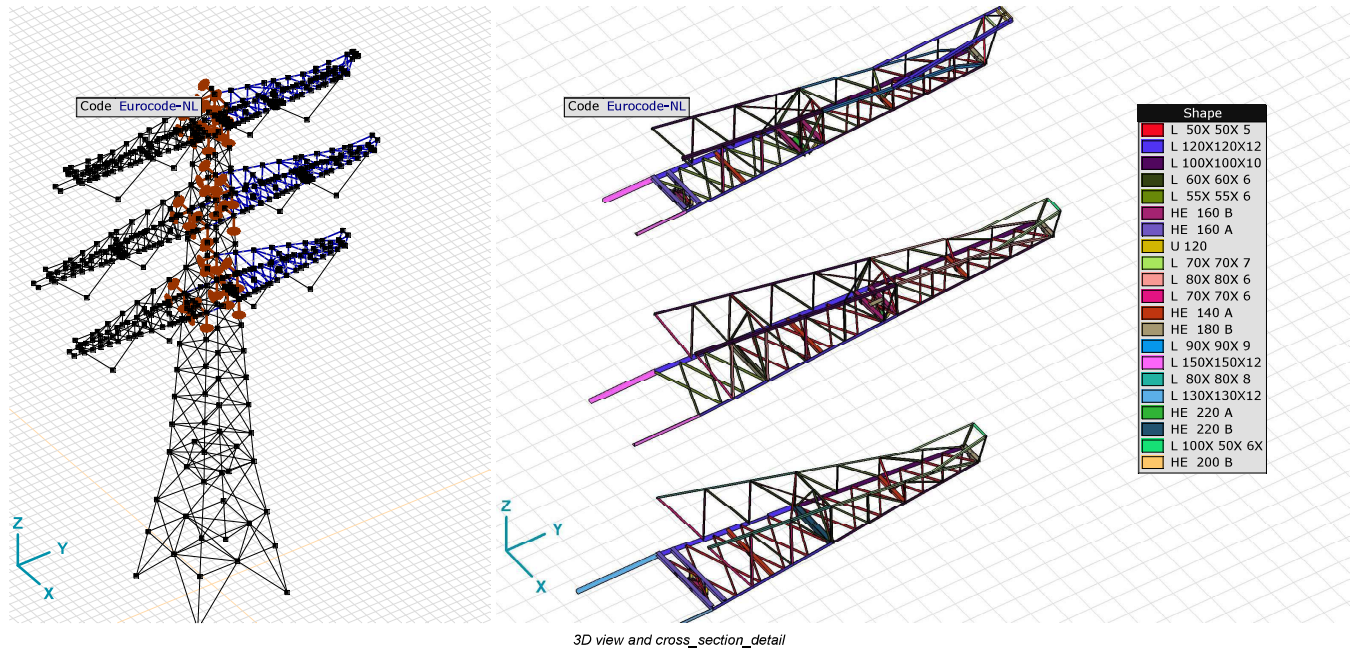 Code Eurocode-NL
Z
Y
X
Code Eurocode-NL
Z
Y
X
Shape
L 50X 50X 5
L 120X120X12
L 100X100X10
L 60X 60X 6
L 55X 55X 6
HE 160 B
HE 160 A
U 120
L 70X 70X 7
L 80X 80X 6
L 70X 70X 6
HE 140 A
HE 180 B
L 90X 90X 9
L 150X150X12
L 80X 80X 8
L 130X130X12
HE 220 A
HE 220 B
L 100X 50X 6X
HE 200 B
3D view and cross_section_detail